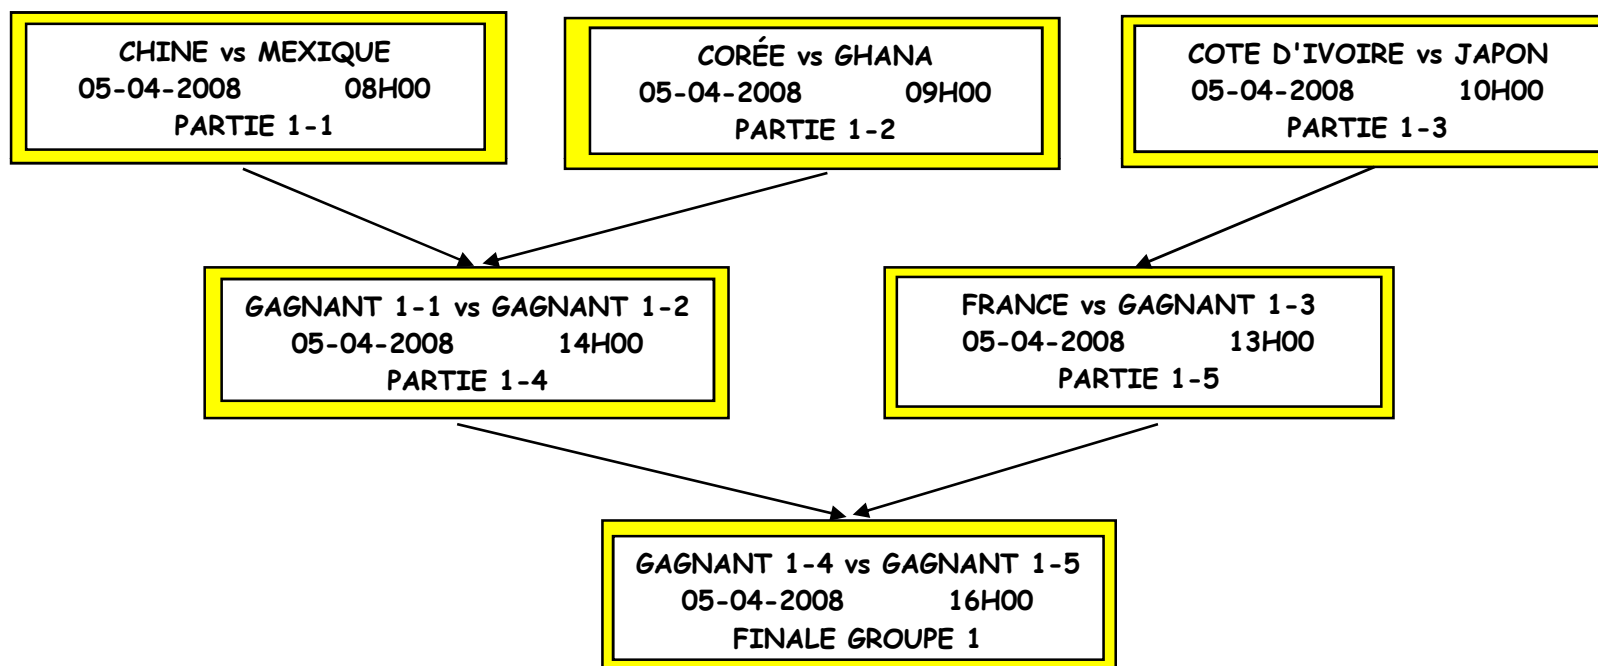 CHINE vs MEXIQUE
05-04-2008 08H00
PARTIE 1-1
CORÉE vs GHANA
05-04-2008 09H00
PARTIE 1-2
COTE D'IVOIRE vs JAPON
05-04-2008 10H00
PARTIE 1-3
GAGNANT 1-1 vs GAGNANT 1-2
05-04-2008 14H00
PARTIE 1-4
FRANCE vs GAGNANT 1-3
05-04-2008 13H00
PARTIE 1-5
GAGNANT 1-4 vs GAGNANT 1-5
05-04-2008 16H00
FINALE GROUPE 1